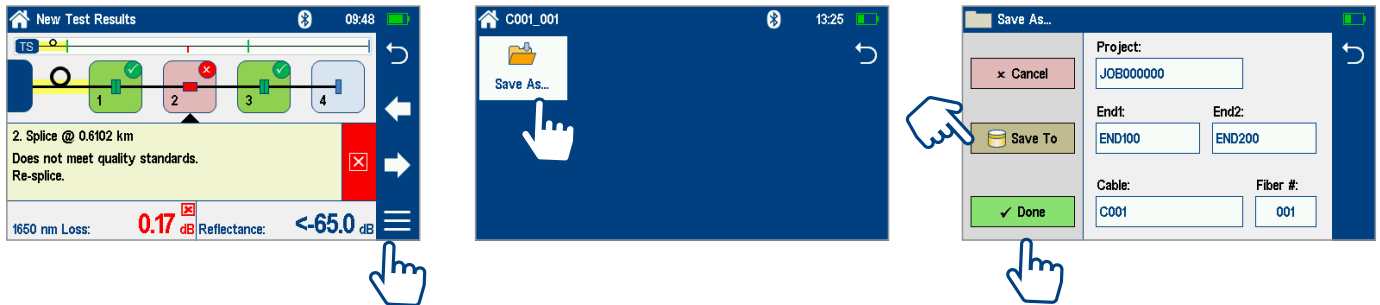 New Test Results
09:48
TS
1
2
3
4
2. Splice @ 0.6102 km
Does not meet quality standards.
Re-splice.
1650 nm Loss:
0.17 dB
Reflectance:
<-65.0 dB
C001_001
13:25
Save As...
Save As...
Cancel
Save To
Done
Project:
JOB000000
End1:
End2:
END100
END200
Cable:
Fiber #:
C001
001